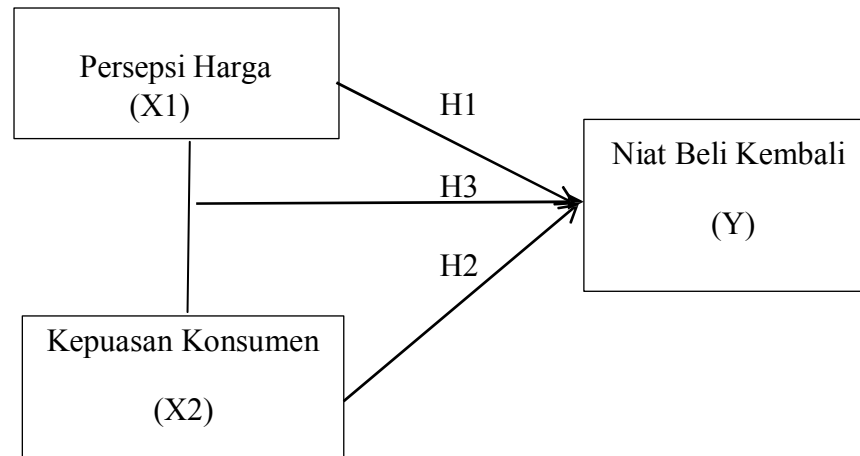 Persepsi Harga
(X1)
H1
Niat Beli Kembali
(Y)
H3
H2
Kepuasan Konsumen
(X2)